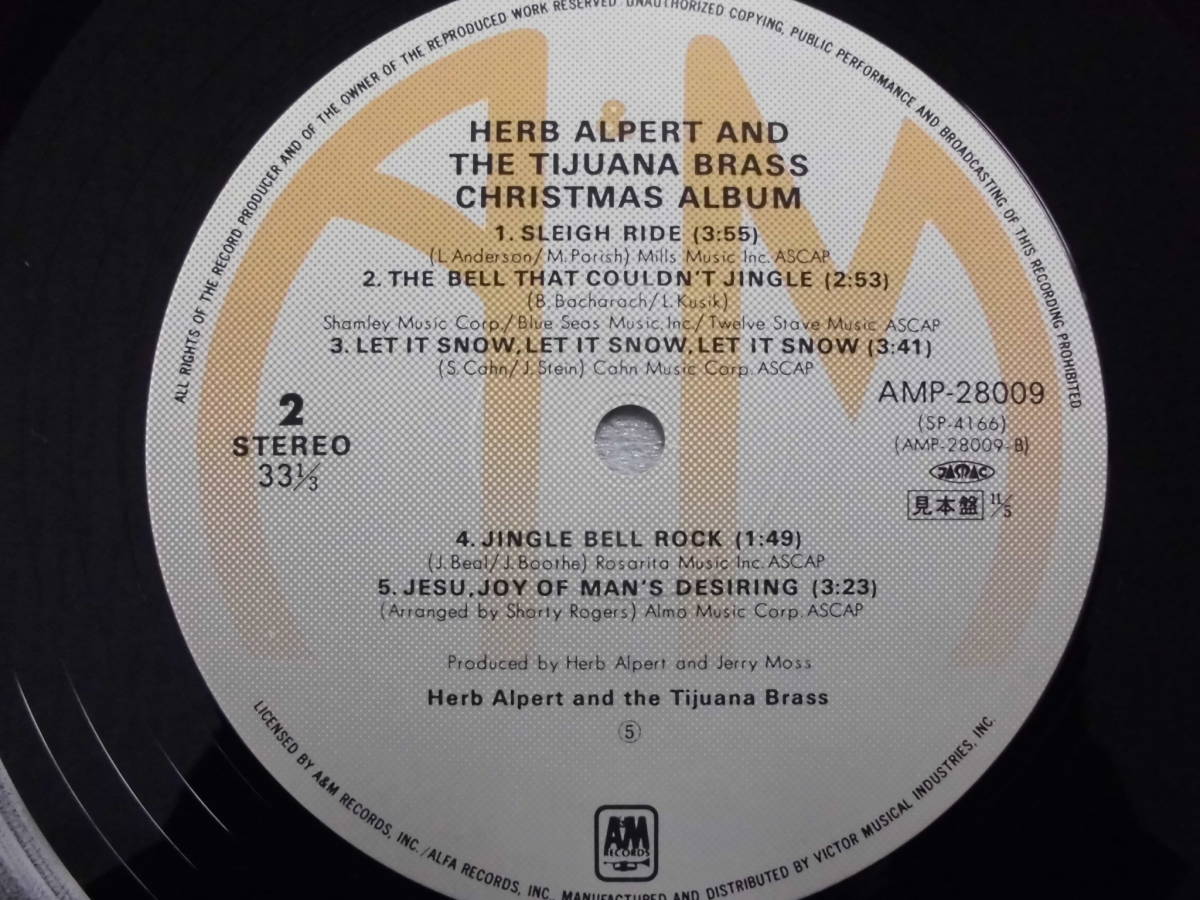 ALL RIGHTS OF THE RECORD PRODUCER AND OF THE OWNER OF THE REPRODUCED WORK RESERVED. UNAUTHORIZED COPYING, PUBLIC PERFORMANCE AND BROADCASTING OF THIS RECORDING PROHIBITED
HERB ALPERT AND
THE TIJUANA BRASS
CHRISTMAS ALBUM
1. SLEIGH RIDE (3:55)
(L. Anderson/M. Parish) Mills Music Inc. ASCAP
2. THE BELL THAT COULDN'T JINGLE (2:53)
(B. Bacharach/L. Kusik)
Shamley Music Corp./Blue Seas Music, Inc./Twelve Stave Music ASCAP
3. LET IT SNOW, LET IT SNOW, LET IT SNOW (3:41)
(S. Cahn/J. Stein) Cahn Music Corp. ASCAP
2
STEREO
33⅓
AMP-28009
(SP-4166)
(AMP-28009-B)
JASRAC
見本盤 11/5
4. JINGLE BELL ROCK (1:49)
(J. Beal/J. Boothe) Rosarita Music Inc. ASCAP
5. JESU, JOY OF MAN'S DESIRING (3:23)
(Arranged by Shorty Rogers) Almo Music Corp. ASCAP
Produced by Herb Alpert and Jerry Moss
Herb Alpert and the Tijuana Brass
⑤
A&M
RECORDS
LICENSED BY A&M RECORDS, INC./ALFA RECORDS, INC. MANUFACTURED AND DISTRIBUTED BY VICTOR MUSICAL INDUSTRIES, INC.